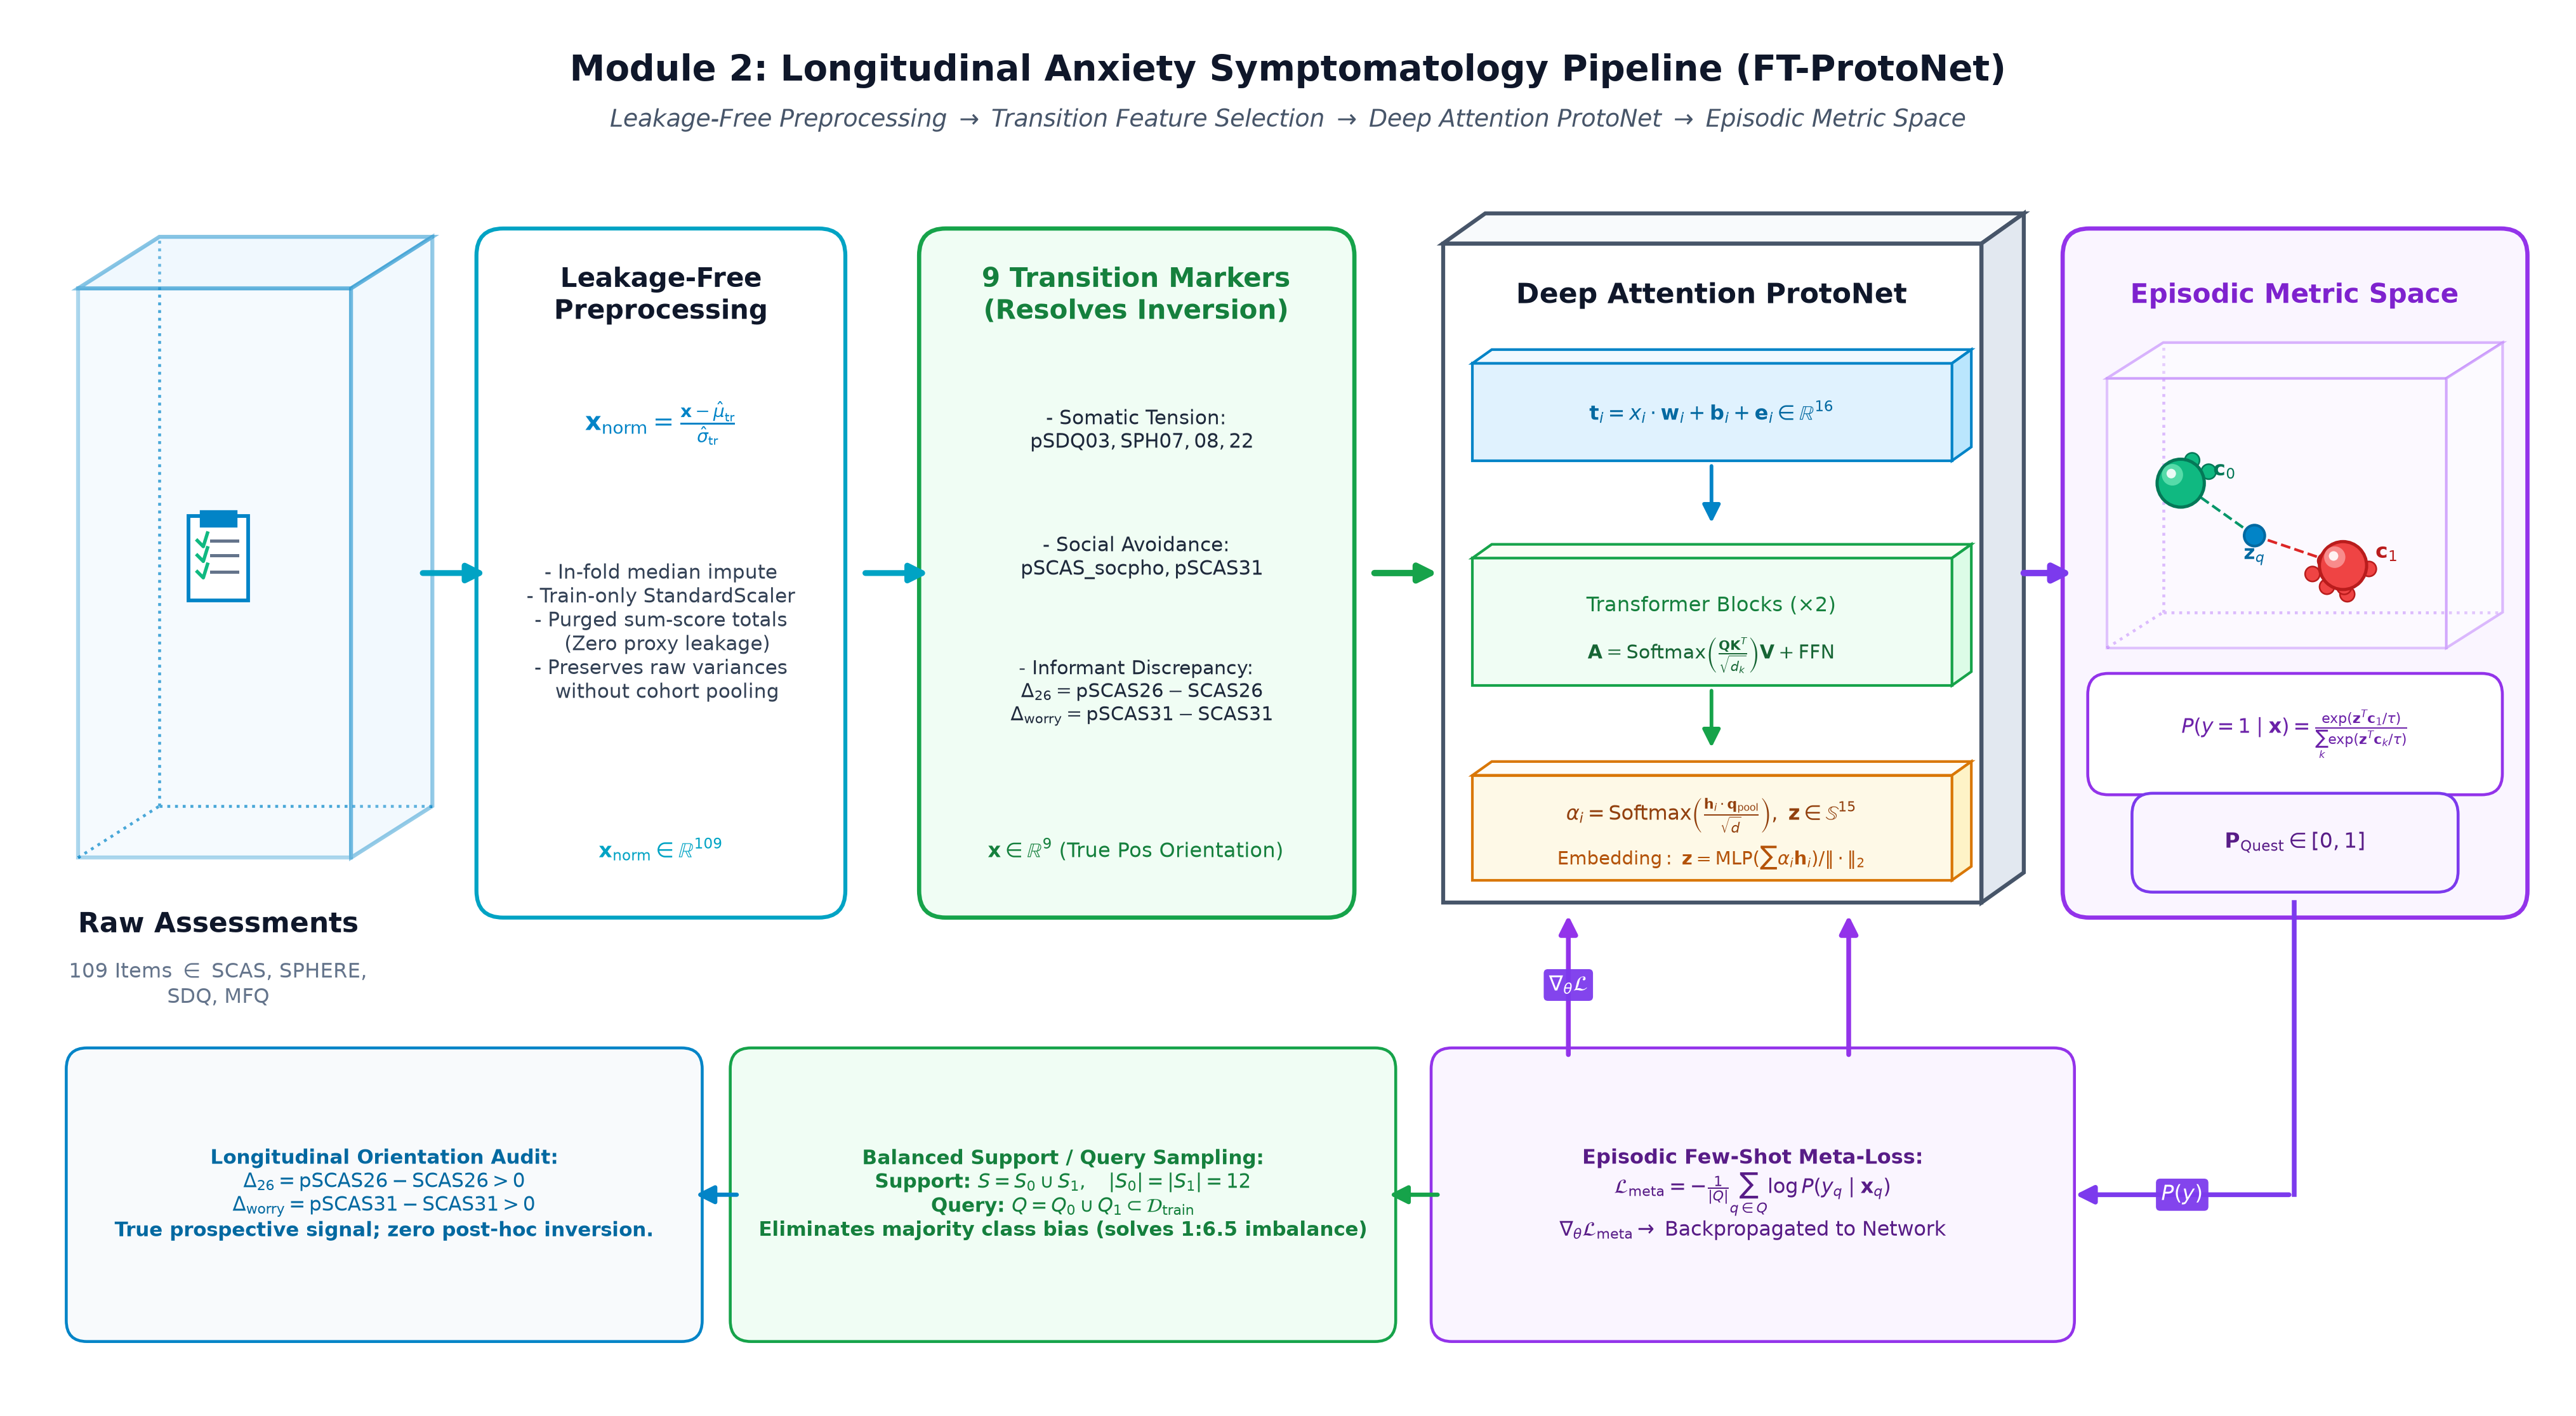 Module 2: Longitudinal Anxiety Symptomatology Pipeline (FT-ProtoNet)
Leakage-Free Preprocessing → Transition Feature Selection → Deep Attention ProtoNet → Episodic Metric Space
Raw Assessments
109 Items ∈ SCAS, SPHERE,
SDQ, MFQ
Leakage-Free
Preprocessing
𝐱_norm = (𝐱 − μ̂_tr) / σ̂_tr
- In-fold median impute
- Train-only StandardScaler
- Purged sum-score totals
(Zero proxy leakage)
- Preserves raw variances
without cohort pooling
𝐱_norm ∈ ℝ^109
9 Transition Markers
(Resolves Inversion)
- Somatic Tension:
pSDQ03, SPH07, 08, 22
- Social Avoidance:
pSCAS_socpho, pSCAS31
- Informant Discrepancy:
Δ_26 = pSCAS26 − SCAS26
Δ_worry = pSCAS31 − SCAS31
𝐱 ∈ ℝ^9 (True Pos Orientation)
Deep Attention ProtoNet
𝐭_i = x_i · 𝐰_i + 𝐛_i + 𝐞_i ∈ ℝ^16
Transformer Blocks (×2)
𝐀 = Softmax(𝐐𝐊^T / √d_k) 𝐕 + FFN
α_i = Softmax(𝐡_i · 𝐪_pool / √d), 𝐳 ∈ 𝕊^15
Embedding : 𝐳 = MLP(∑α_i𝐡_i)/‖ · ‖_2
Episodic Metric Space
𝐜_0
𝐳_q
𝐜_1
P(y = 1 | 𝐱) = exp(𝐳^T𝐜_1/τ) / ∑_k exp(𝐳^T𝐜_k/τ)
𝐏_Quest ∈ [0, 1]
∇_θℒ
P(y)
Longitudinal Orientation Audit:
Δ_26 = pSCAS26 − SCAS26 > 0
Δ_worry = pSCAS31 − SCAS31 > 0
True prospective signal; zero post-hoc inversion.
Balanced Support / Query Sampling:
Support: S = S_0 ∪ S_1, |S_0| = |S_1| = 12
Query: Q = Q_0 ∪ Q_1 ⊂ 𝒟_train
Eliminates majority class bias (solves 1:6.5 imbalance)
Episodic Few-Shot Meta-Loss:
ℒ_meta = −1/|Q| ∑_{q ∈ Q} log P(y_q | 𝐱_q)
∇_θℒ_meta → Backpropagated to Network